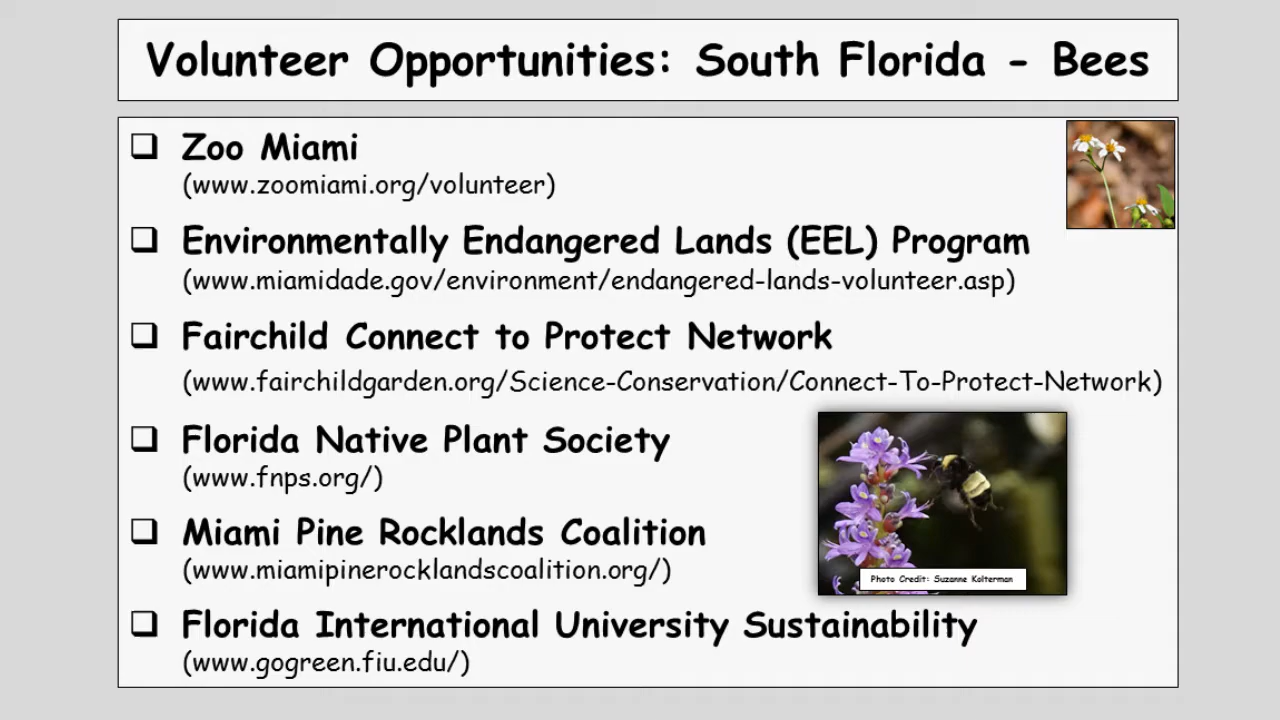 Volunteer Opportunities: South Florida - Bees
Zoo Miami
(www.zoomiami.org/volunteer)
Environmentally Endangered Lands (EEL) Program
(www.miamidade.gov/environment/endangered-lands-volunteer.asp)
Fairchild Connect to Protect Network
(www.fairchildgarden.org/Science-Conservation/Connect-To-Protect-Network)
Florida Native Plant Society
(www.fnps.org/)
Miami Pine Rocklands Coalition
(www.miamipinerocklandscoalition.org/)
Photo Credit: Suzanne Kolterman
Florida International University Sustainability
(www.gogreen.fiu.edu/)